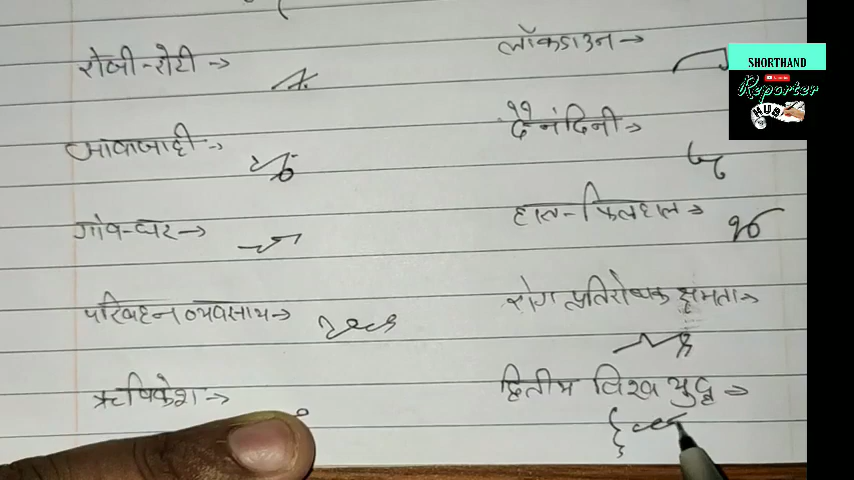 रोजी-रोटी →
आवाजाही →
गाँव-घर →
परिवहन व्यवसाय →
ऋषिकेश →
लॉकडाउन →
नंदिनी →
हाल-फिलहाल →
रोग प्रतिरोधक क्षमता →
द्वितीय विश्व युद्ध →
SHORTHAND
Reporter
HUB